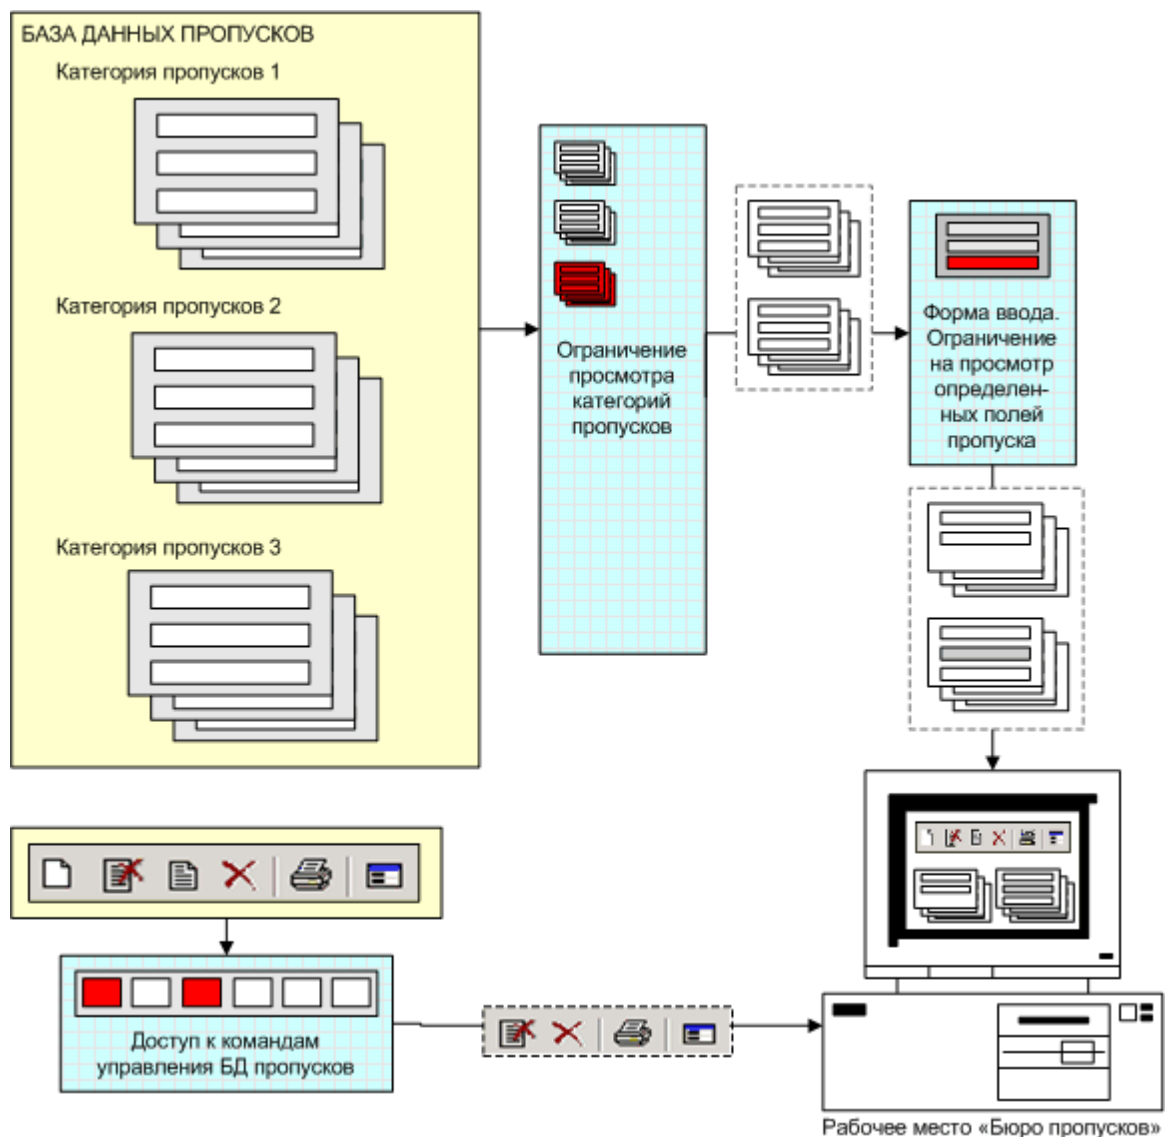 БАЗА ДАННЫХ ПРОПУСКОВ
Категория пропусков 1
Категория пропусков 2
Категория пропусков 3
Ограничение
просмотра
категорий
пропусков
Форма ввода.
Ограничение
на просмотр
определен-
ных полей
пропуска
Доступ к командам
управления БД пропусков
Рабочее место «Бюро пропусков»